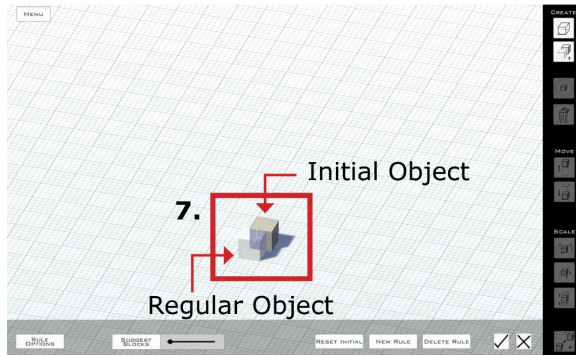 MENU
CREATE
Initial Object
MOVE
7.
SCALE
Regular Object
RULE
OPTIONS
SUGGEST
BLOCKS
RESET INITIAL
NEW RULE
DELETE RULE